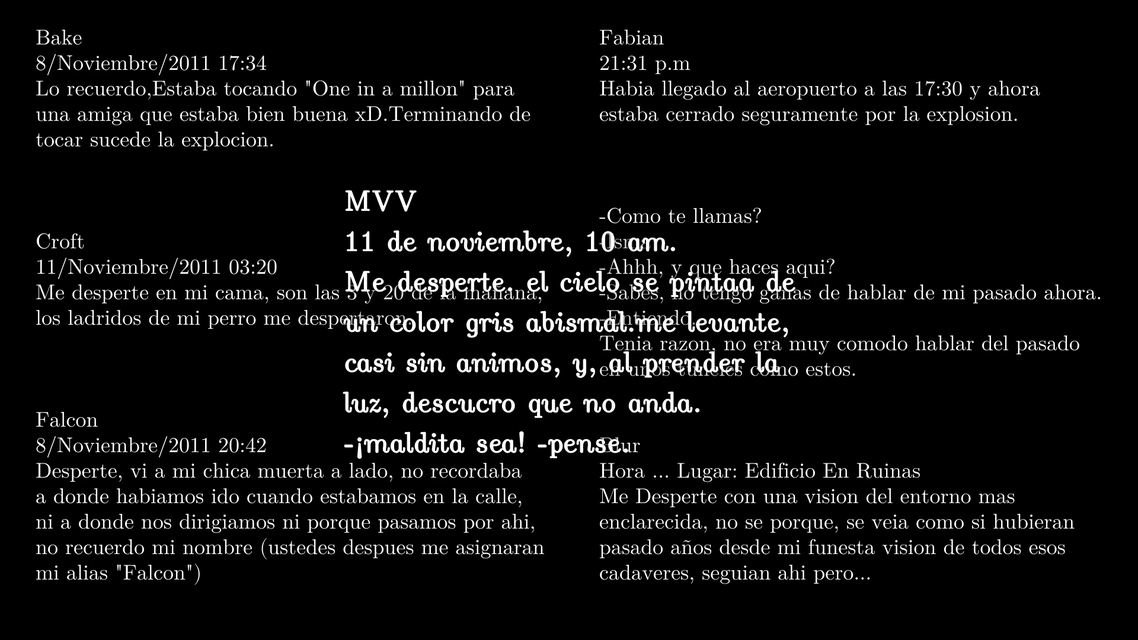 Bake
8/Noviembre/2011 17:34
Lo recuerdo,Estaba tocando "One in a millon" para
una amiga que estaba bien buena xD.Terminando de
tocar sucede la explocion.
Croft
11/Noviembre/2011 03:20
Me desperte en mi cama, son las 3 y 20 de la mañana,
los ladridos de mi perro me despertaron.
Falcon
8/Noviembre/2011 20:42
Desperte, vi a mi chica muerta a lado, no recordaba
a donde habiamos ido cuando estabamos en la calle,
ni a donde nos dirigiamos ni porque pasamos por ahi,
no recuerdo mi nombre (ustedes despues me asignaran
mi alias "Falcon")
MVV
11 de noviembre, 10 am.
Me desperte, el cielo se pintaa de
un color gris abismal.me levante,
casi sin animos, y, al prender la
luz, descucro que no anda.
-¡maldita sea! -pense.
Fabian
21:31 p.m
Habia llegado al aeropuerto a las 17:30 y ahora
estaba cerrado seguramente por la explosion.
-Como te llamas?
-Ahhh, y que haces aqui?
-Sabes, no tengo ganas de hablar de mi pasado ahora.
-Entiendo.
Tenia razon, no era muy comodo hablar del pasado
en unos tuneles como estos.
Hora ... Lugar: Edificio En Ruinas
Me Desperte con una vision del entorno mas
enclarecida, no se porque, se veia como si hubieran
pasado años desde mi funesta vision de todos esos
cadaveres, seguian ahi pero...